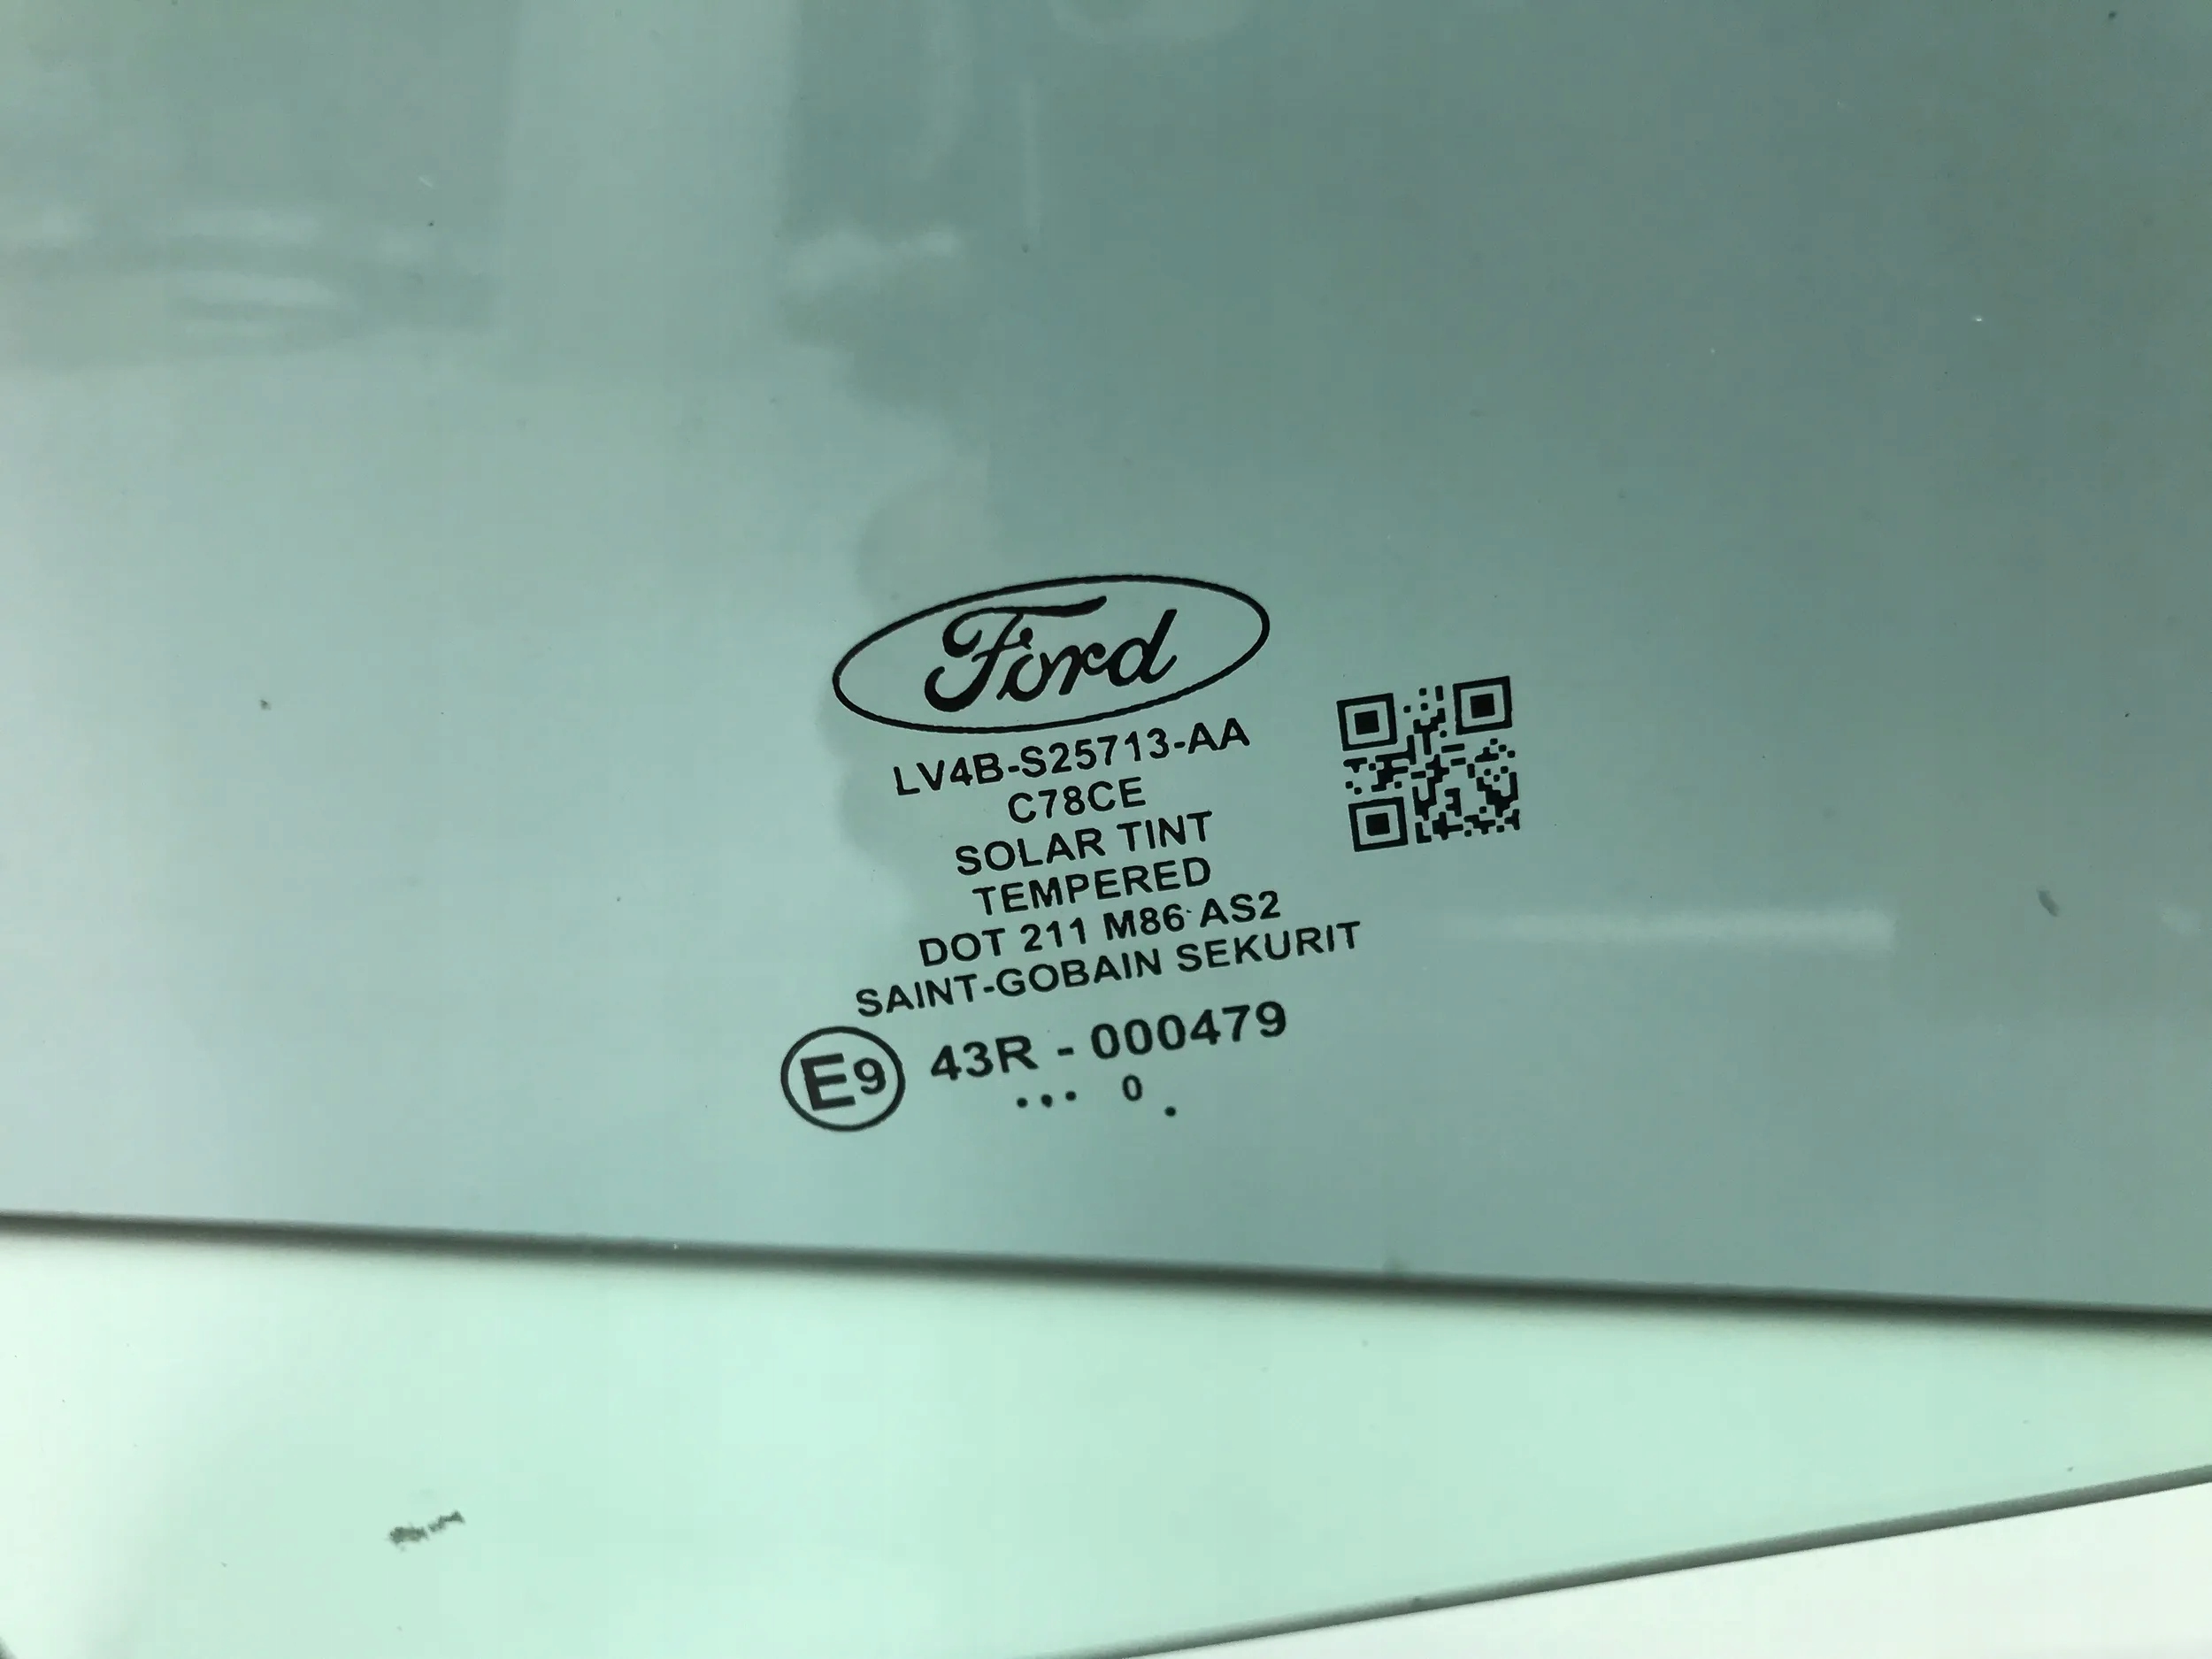 Ford
LV4B-S25713-AA
C78CE
SOLAR TINT
TEMPERED
DOT 211 M86 AS2
SAINT-GOBAIN SEKURIT
E9 43R - 000479
... 0 .